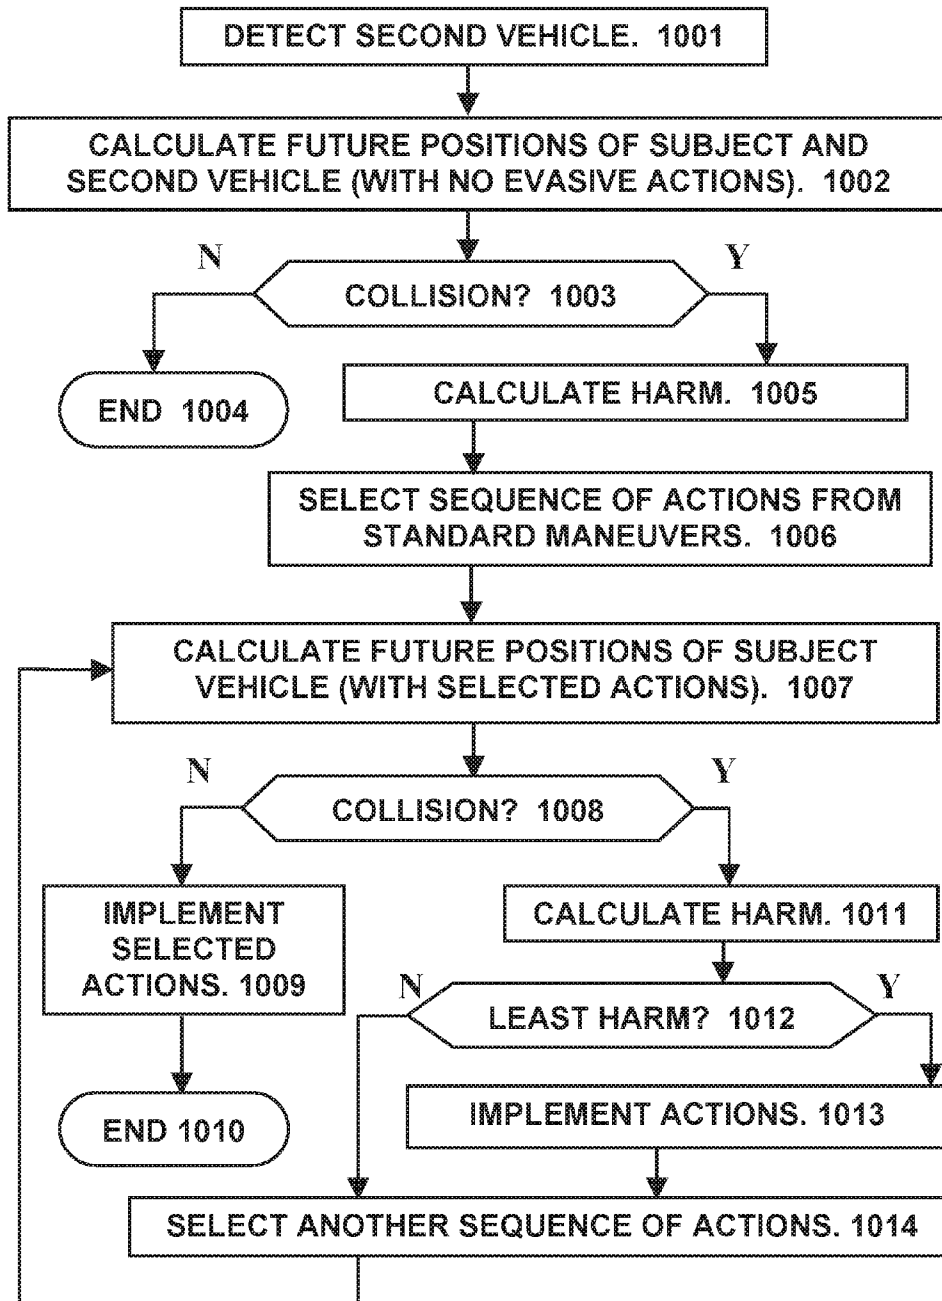 DETECT SECOND VEHICLE. 1001
CALCULATE FUTURE POSITIONS OF SUBJECT AND
SECOND VEHICLE (WITH NO EVASIVE ACTIONS). 1002
N
Y
COLLISION? 1003
CALCULATE HARM. 1005
END 1004
SELECT SEQUENCE OF ACTIONS FROM
STANDARD MANEUVERS. 1006
CALCULATE FUTURE POSITIONS OF SUBJECT
VEHICLE (WITH SELECTED ACTIONS). 1007
N
Y
COLLISION? 1008
IMPLEMENT
SELECTED
ACTIONS. 1009
CALCULATE HARM. 1011
N
Y
LEAST HARM? 1012
END 1010
IMPLEMENT ACTIONS. 1013
SELECT ANOTHER SEQUENCE OF ACTIONS. 1014